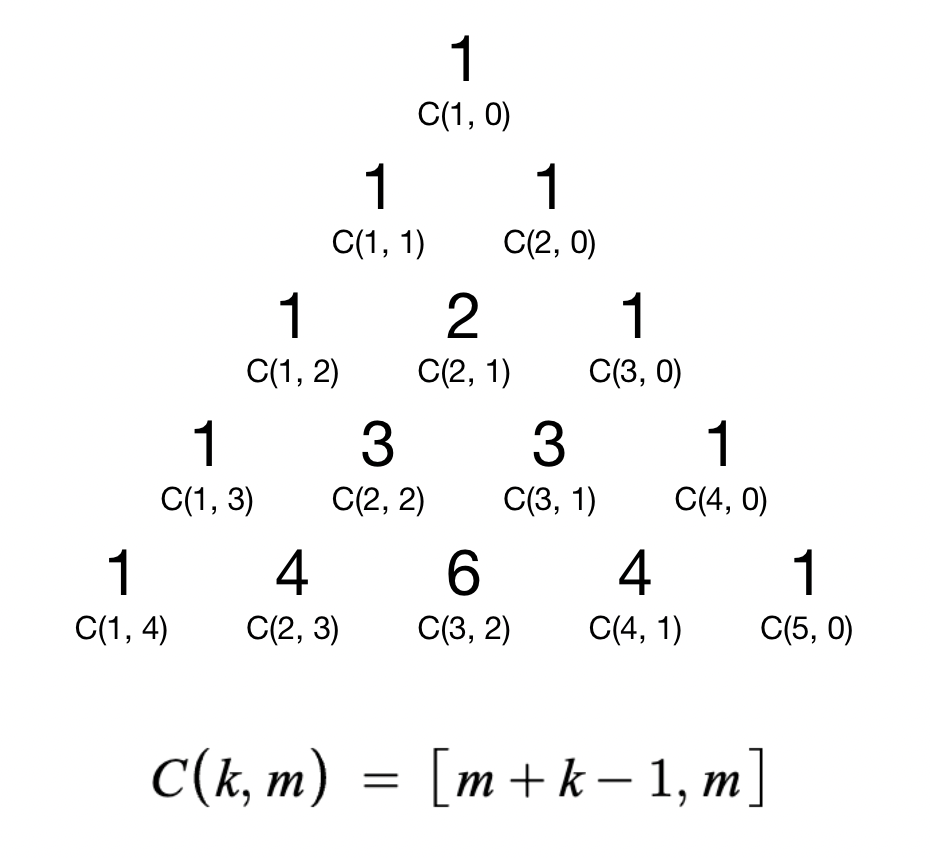 1
C(1, 0)
1 1
C(1, 1) C(2, 0)
1 2 1
C(1, 2) C(2, 1) C(3, 0)
1 3 3 1
C(1, 3) C(2, 2) C(3, 1) C(4, 0)
1 4 6 4 1
C(1, 4) C(2, 3) C(3, 2) C(4, 1) C(5, 0)
C(k, m) = [m + k − 1, m]